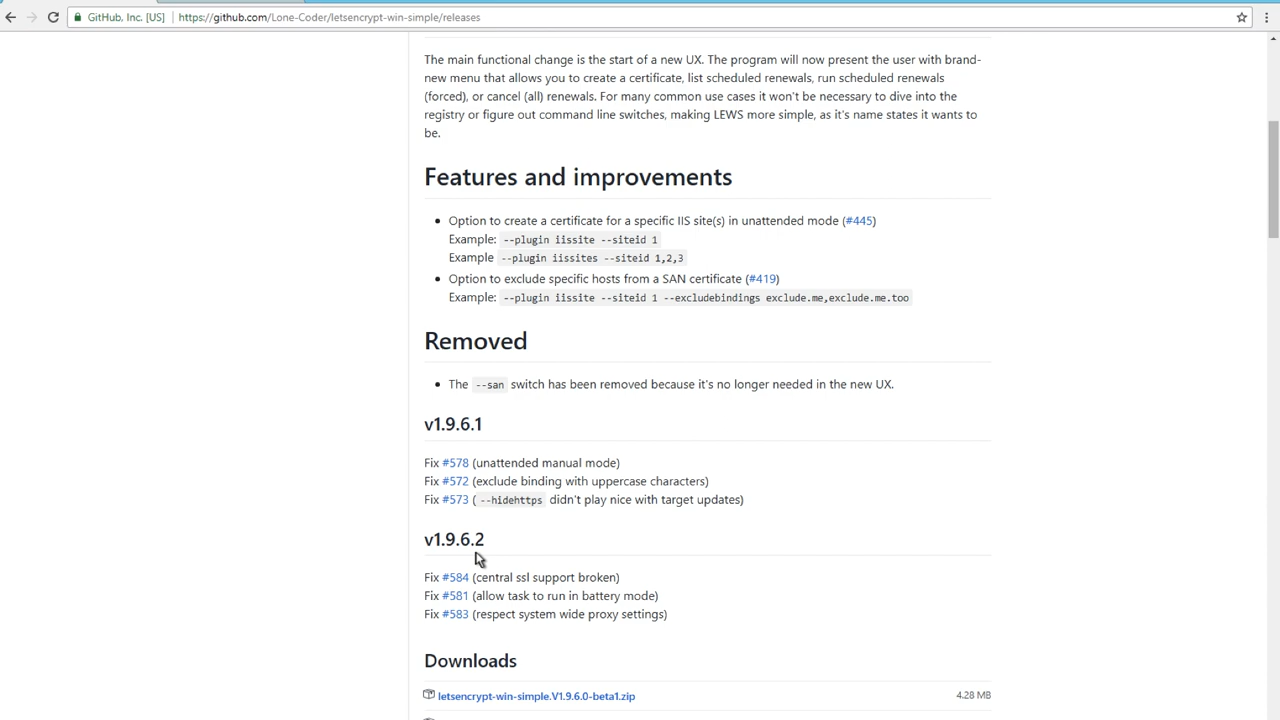 GitHub, Inc. [US] https://github.com/Lone-Coder/letsencrypt-win-simple/releases
The main functional change is the start of a new UX. The program will now present the user with brand-
new menu that allows you to create a certificate, list scheduled renewals, run scheduled renewals
(forced), or cancel (all) renewals. For many common use cases it won't be necessary to dive into the
registry or figure out command line switches, making LEWS more simple, as it's name states it wants to
be.
Features and improvements
• Option to create a certificate for a specific IIS site(s) in unattended mode (#445)
Example: --plugin iissite --siteid 1
Example --plugin iissites --siteid 1,2,3
• Option to exclude specific hosts from a SAN certificate (#419)
Example: --plugin iissite --siteid 1 --excludebindings exclude.me,exclude.me.too
Removed
• The --san switch has been removed because it's no longer needed in the new UX.
v1.9.6.1
Fix #578 (unattended manual mode)
Fix #572 (exclude binding with uppercase characters)
Fix #573 ( --hidehttps didn't play nice with target updates)
v1.9.6.2
Fix #584 (central ssl support broken)
Fix #581 (allow task to run in battery mode)
Fix #583 (respect system wide proxy settings)
Downloads
letsencrypt-win-simple.V1.9.6.0-beta1.zip 4.28 MB